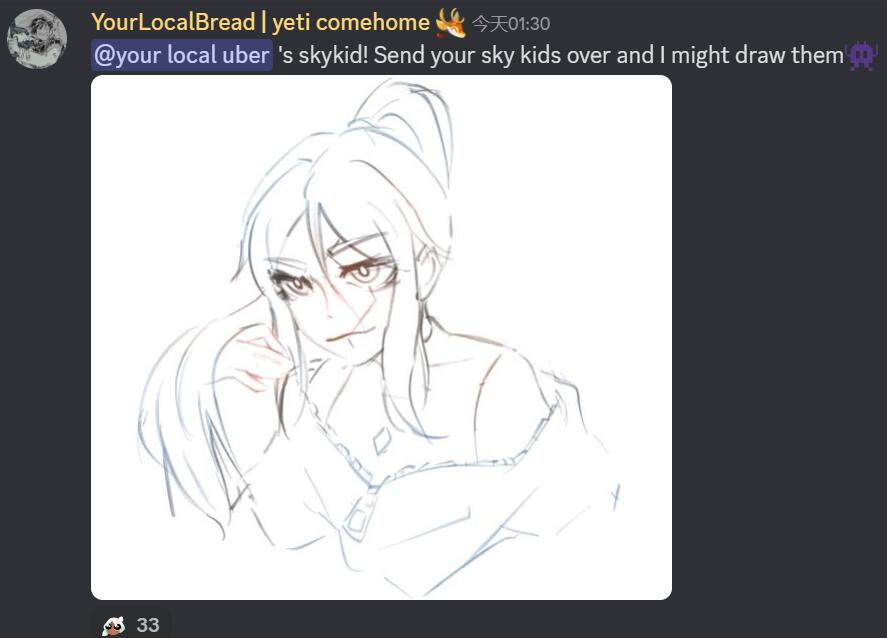 YourLocalBread | yeti comehome 今天01:30
@your local uber 's skykid! Send your sky kids over and I might draw them
33